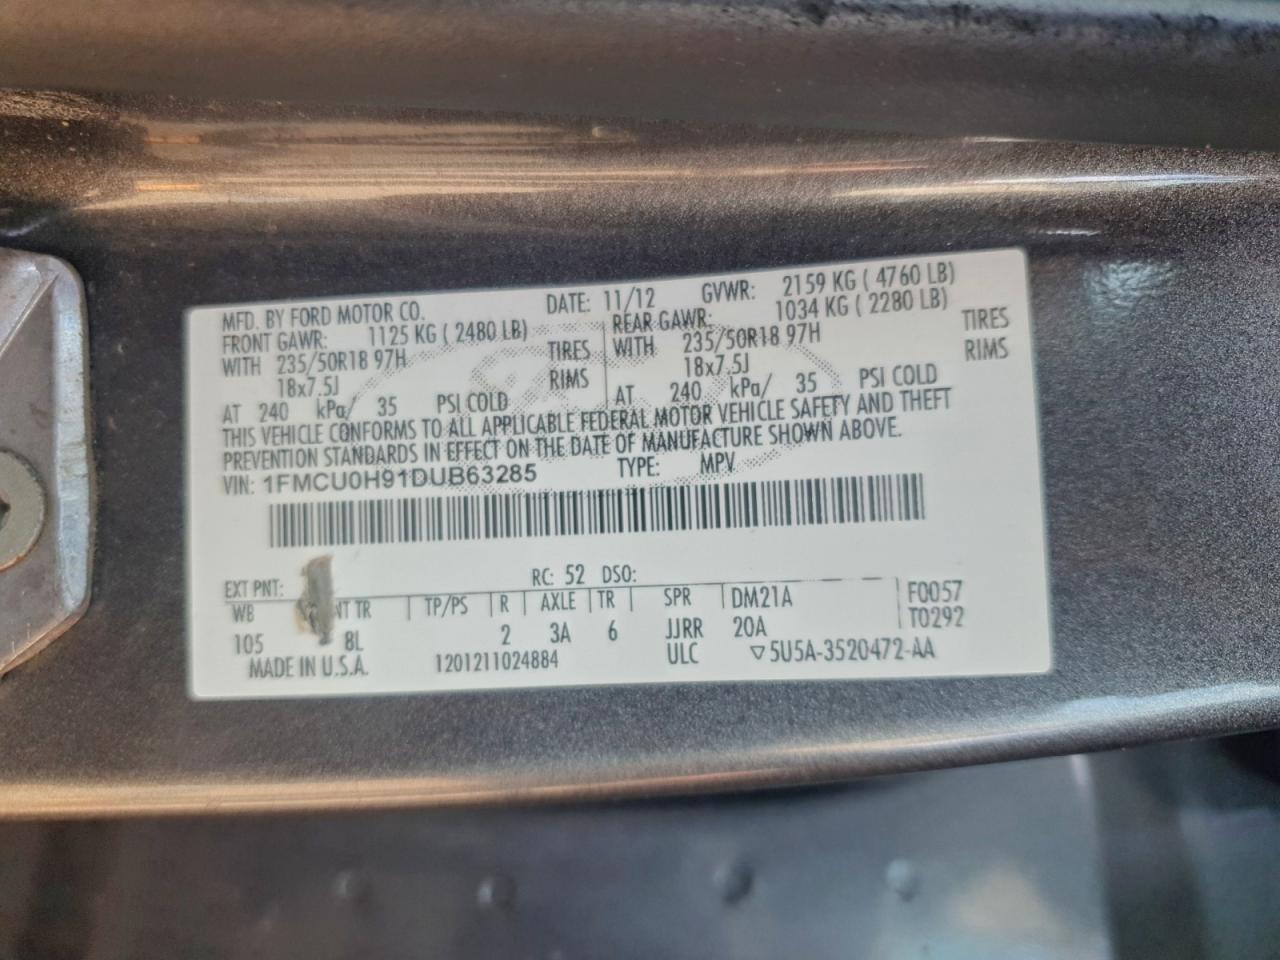 MFD. BY FORD MOTOR CO. DATE: 11/12 GVWR: 2159 KG ( 4760 LB)
FRONT GAWR: 1125 KG ( 2480 LB) REAR GAWR: 1034 KG ( 2280 LB)
WITH 235/50R18 97H TIRES WITH 235/50R18 97H TIRES
18x7.5J RIMS 18x7.5J RIMS
AT 240 kPa/ 35 PSI COLD AT 240 kPa/ 35 PSI COLD
THIS VEHICLE CONFORMS TO ALL APPLICABLE FEDERAL MOTOR VEHICLE SAFETY AND THEFT
PREVENTION STANDARDS IN EFFECT ON THE DATE OF MANUFACTURE SHOWN ABOVE.
VIN: 1FMCU0H91DUB63285 TYPE: MPV
EXT PNT: RC: 52 DSO:
WB TR TP/PS R AXLE TR SPR DM21A F0057
105 8L 2 3A 6 JJRR 20A T0292
MADE IN U.S.A. 1201211024884 ULC ▽5U5A-3520472-AA